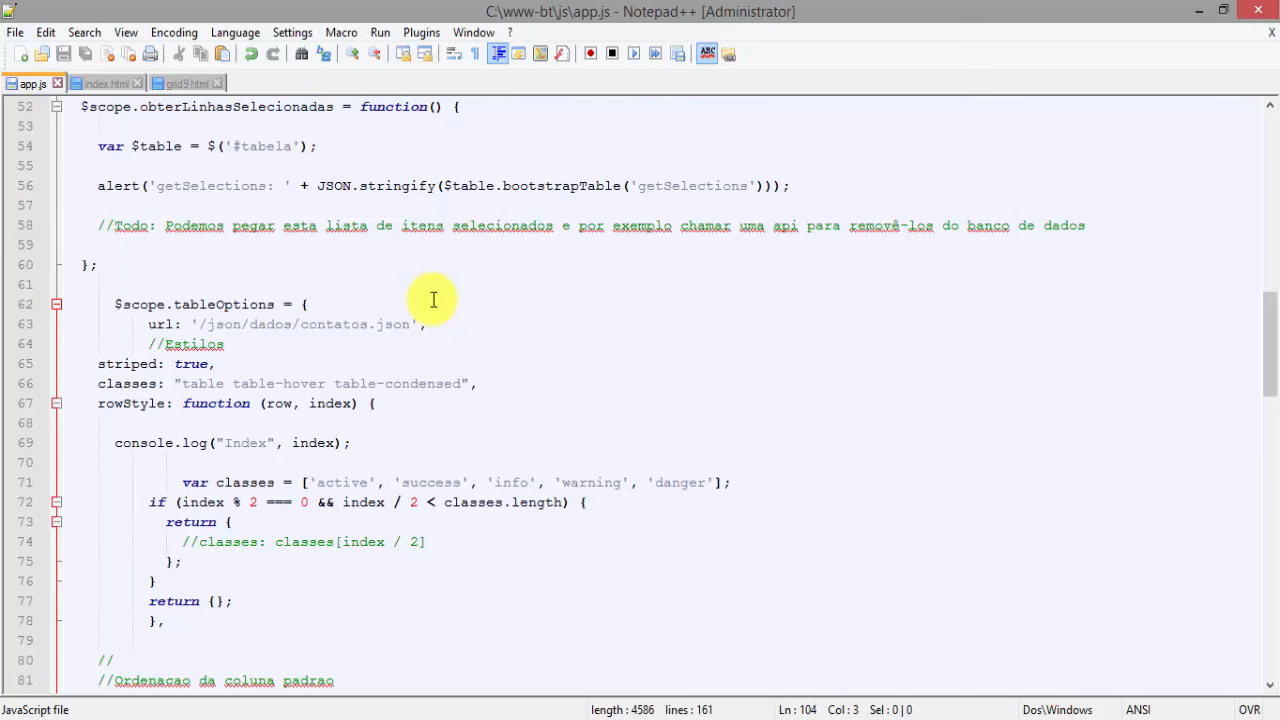 C:\www-bt\js\app.js - Notepad++ [Administrator]
File Edit Search View Encoding Language Settings Macro Run Plugins Window ? X
app.js index.html grid9.html
52 $scope.obterLinhasSelecionadas = function() {
53
54 var $table = $('#tabela');
55
56 alert('getSelections: ' + JSON.stringify($table.bootstrapTable('getSelections')));
57
58 //Todo: Podemos pegar esta lista de itens selecionados e por exemplo chamar uma api para removê-los do banco de dados
59
60 };
61
62 $scope.tableOptions = {
63 url: '/json/dados/contatos.json',
64 //Estilos
65 striped: true,
66 classes: "table table-hover table-condensed",
67 rowStyle: function (row, index) {
68
69 console.log("Index", index);
70
71 var classes = ['active', 'success', 'info', 'warning', 'danger'];
72 if (index % 2 === 0 && index / 2 < classes.length) {
73 return {
74 //classes: classes[index / 2]
75 };
76 }
77 return {};
78 },
79
80 //
81 //Ordenacao da coluna padrao
JavaScript file length : 4586 lines : 161 Ln : 104 Col : 3 Sel : 0 | 0 Dos\Windows ANSI OVR